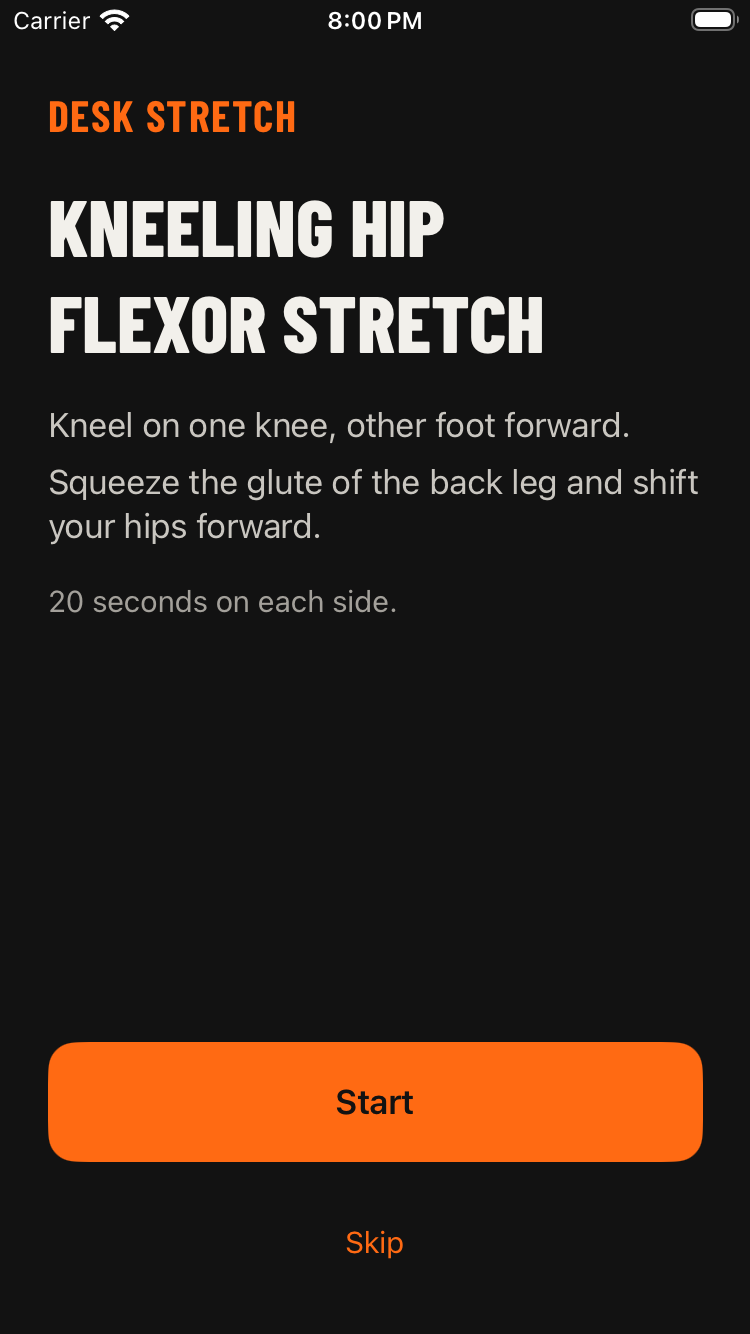 Carrier 8:00 PM
DESK STRETCH
KNEELING HIP
FLEXOR STRETCH
Kneel on one knee, other foot forward.
Squeeze the glute of the back leg and shift
your hips forward.
20 seconds on each side.
Start
Skip